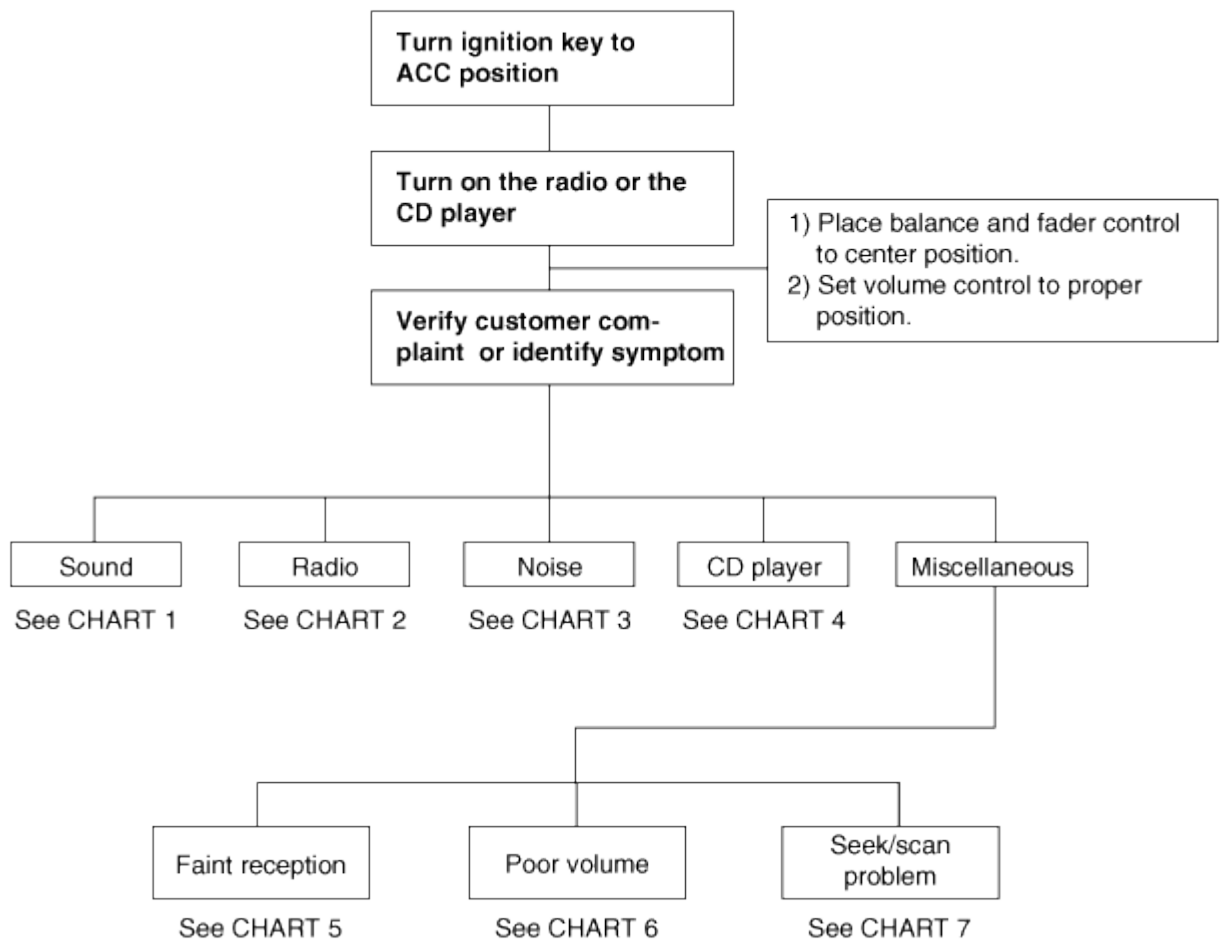 Turn ignition key to
ACC position
Turn on the radio or the
CD player
1) Place balance and fader control
to center position.
2) Set volume control to proper
position.
Verify customer com-
plaint or identify symptom
Sound
Radio
Noise
CD player
Miscellaneous
See CHART 1
See CHART 2
See CHART 3
See CHART 4
Faint reception
Poor volume
Seek/scan
problem
See CHART 5
See CHART 6
See CHART 7